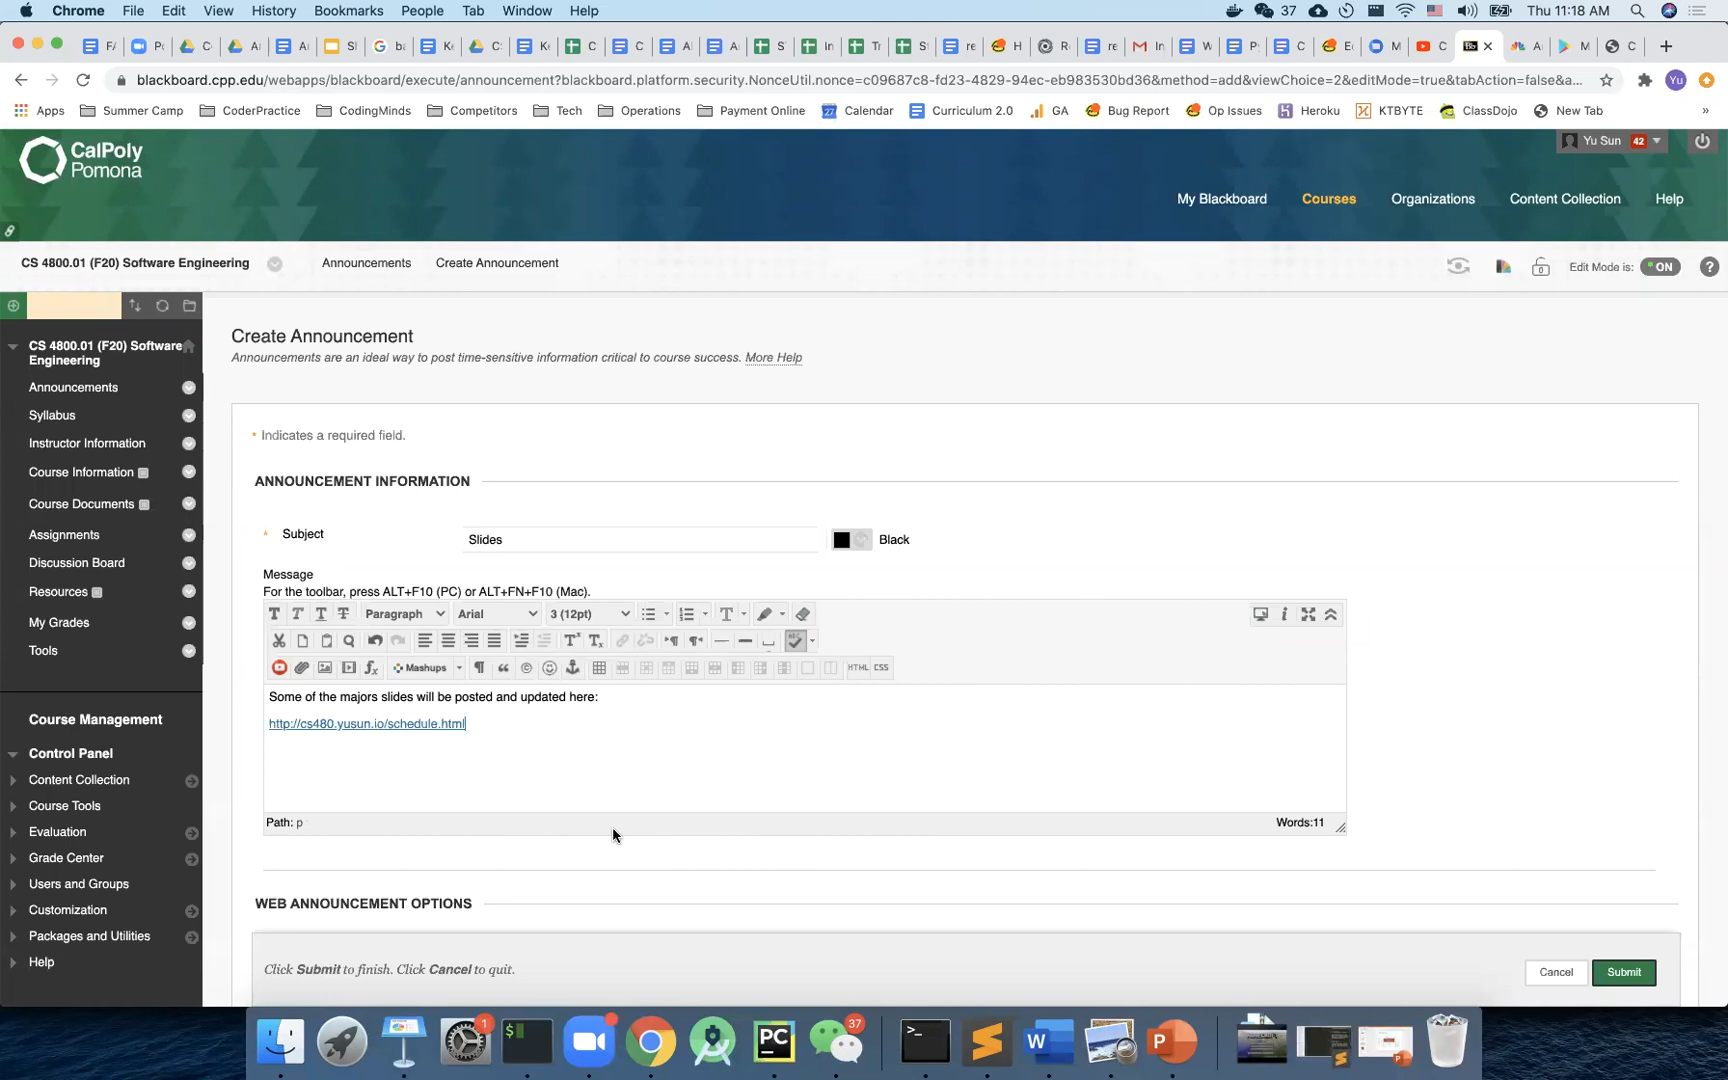 Chrome File Edit View History Bookmarks People Tab Window Help 37 Thu 11:18 AM
blackboard.cpp.edu/webapps/blackboard/execute/announcement?blackboard.platform.security.NonceUtil.nonce=c09687c8-fd23-4829-94ec-eb983530bd36&method=add&viewChoice=2&editMode=true&tabAction=false&a... Yu
Apps Summer Camp CoderPractice CodingMinds Competitors Tech Operations Payment Online Calendar Curriculum 2.0 GA Bug Report Op Issues Heroku KTBYTE ClassDojo New Tab »
CalPoly
Pomona
Yu Sun 42
My Blackboard Courses Organizations Content Collection Help
CS 4800.01 (F20) Software Engineering Announcements Create Announcement Edit Mode is: ON ?
CS 4800.01 (F20) Software
Engineering
Announcements
Syllabus
Instructor Information
Course Information
Course Documents
Assignments
Discussion Board
Resources
My Grades
Tools
Course Management
Control Panel
Content Collection
Course Tools
Evaluation
Grade Center
Users and Groups
Customization
Packages and Utilities
Help
Create Announcement
Announcements are an ideal way to post time-sensitive information critical to course success. More Help
* Indicates a required field.
ANNOUNCEMENT INFORMATION
* Subject Slides Black
Message
For the toolbar, press ALT+F10 (PC) or ALT+FN+F10 (Mac).
T T T T Paragraph Arial 3 (12pt)
Mashups HTML CSS
Some of the majors slides will be posted and updated here:
http://cs480.yusun.io/schedule.html
Path: p Words:11
WEB ANNOUNCEMENT OPTIONS
Click Submit to finish. Click Cancel to quit. Cancel Submit
1 37